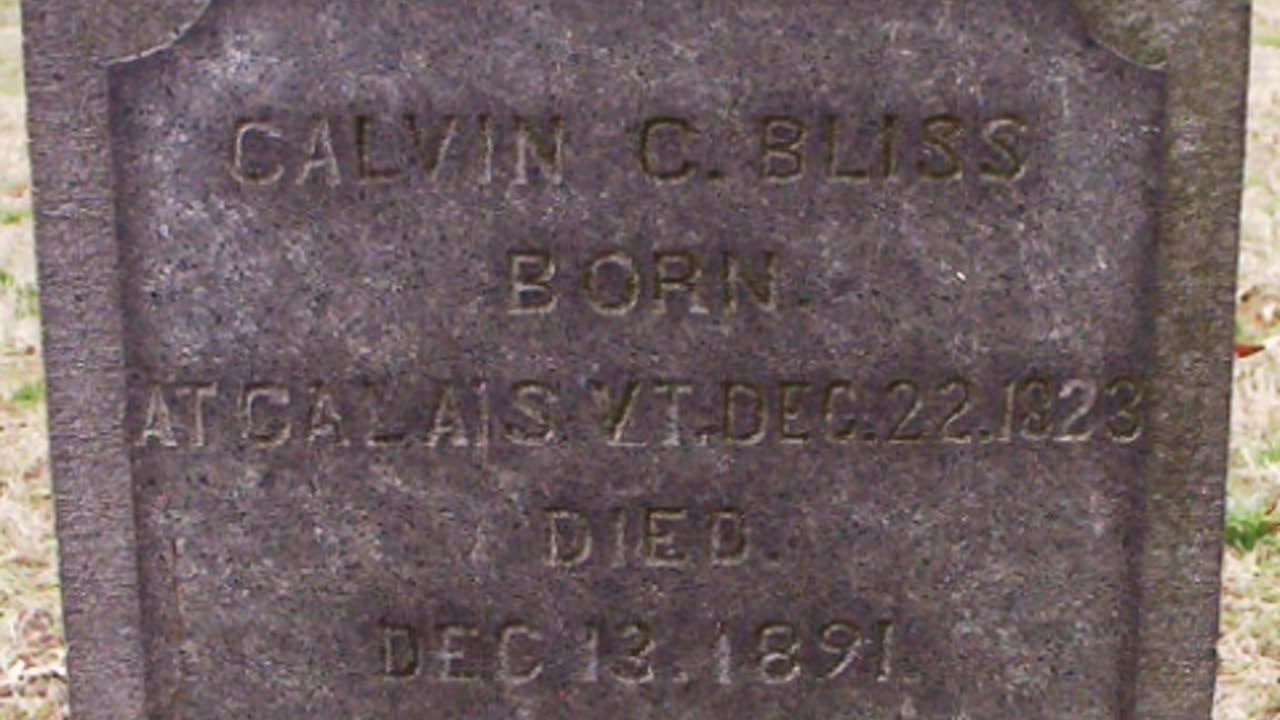 CALVIN C. BLISS
BORN.
AT CALAIS VT. DEC. 22. 1823
DIED.
DEC 13. 1891.